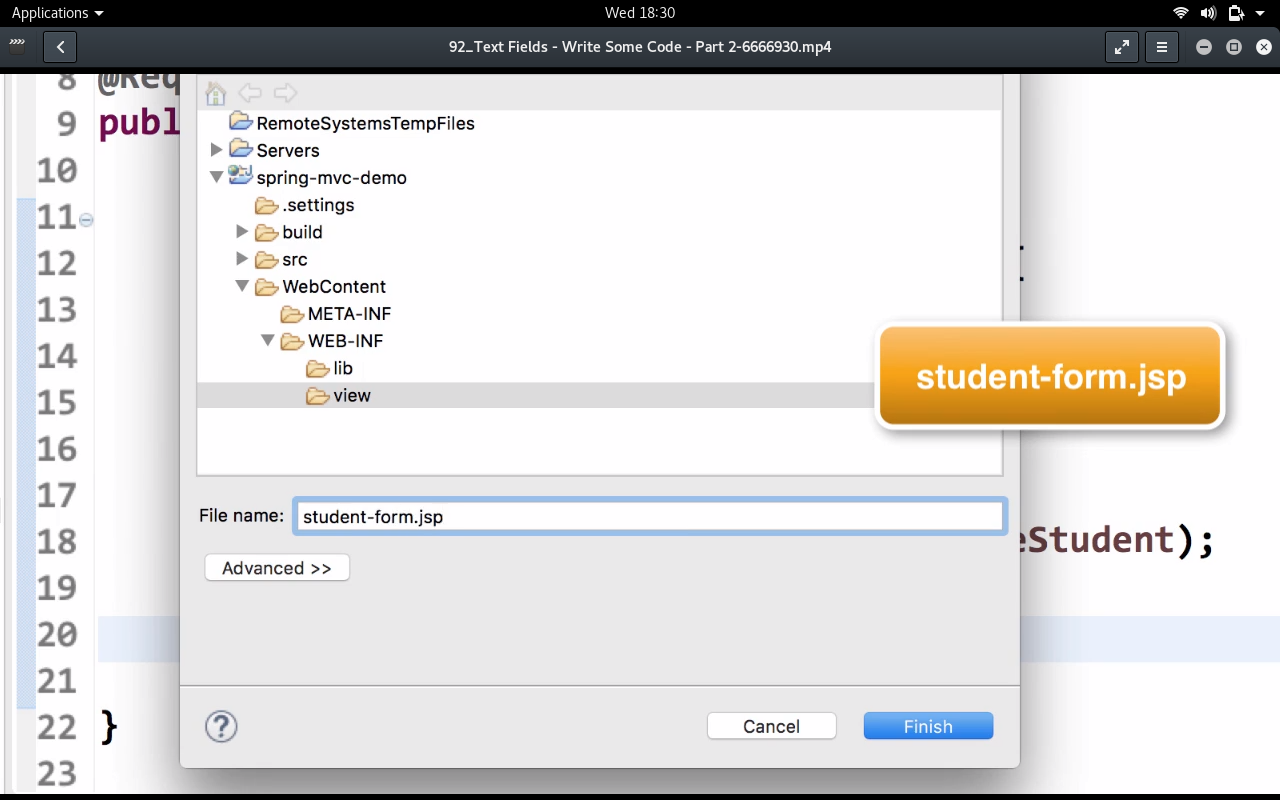 Applications
Wed 18:30
92_Text Fields - Write Some Code - Part 2-6666930.mp4
8 @Req
9 publ
10
11
12
13
14
15
16
17
18 eStudent);
19
20
21
22 }
23
RemoteSystemsTempFiles
Servers
spring-mvc-demo
.settings
build
src
WebContent
META-INF
WEB-INF
lib
view
student-form.jsp
File name: student-form.jsp
Advanced >>
?
Cancel
Finish